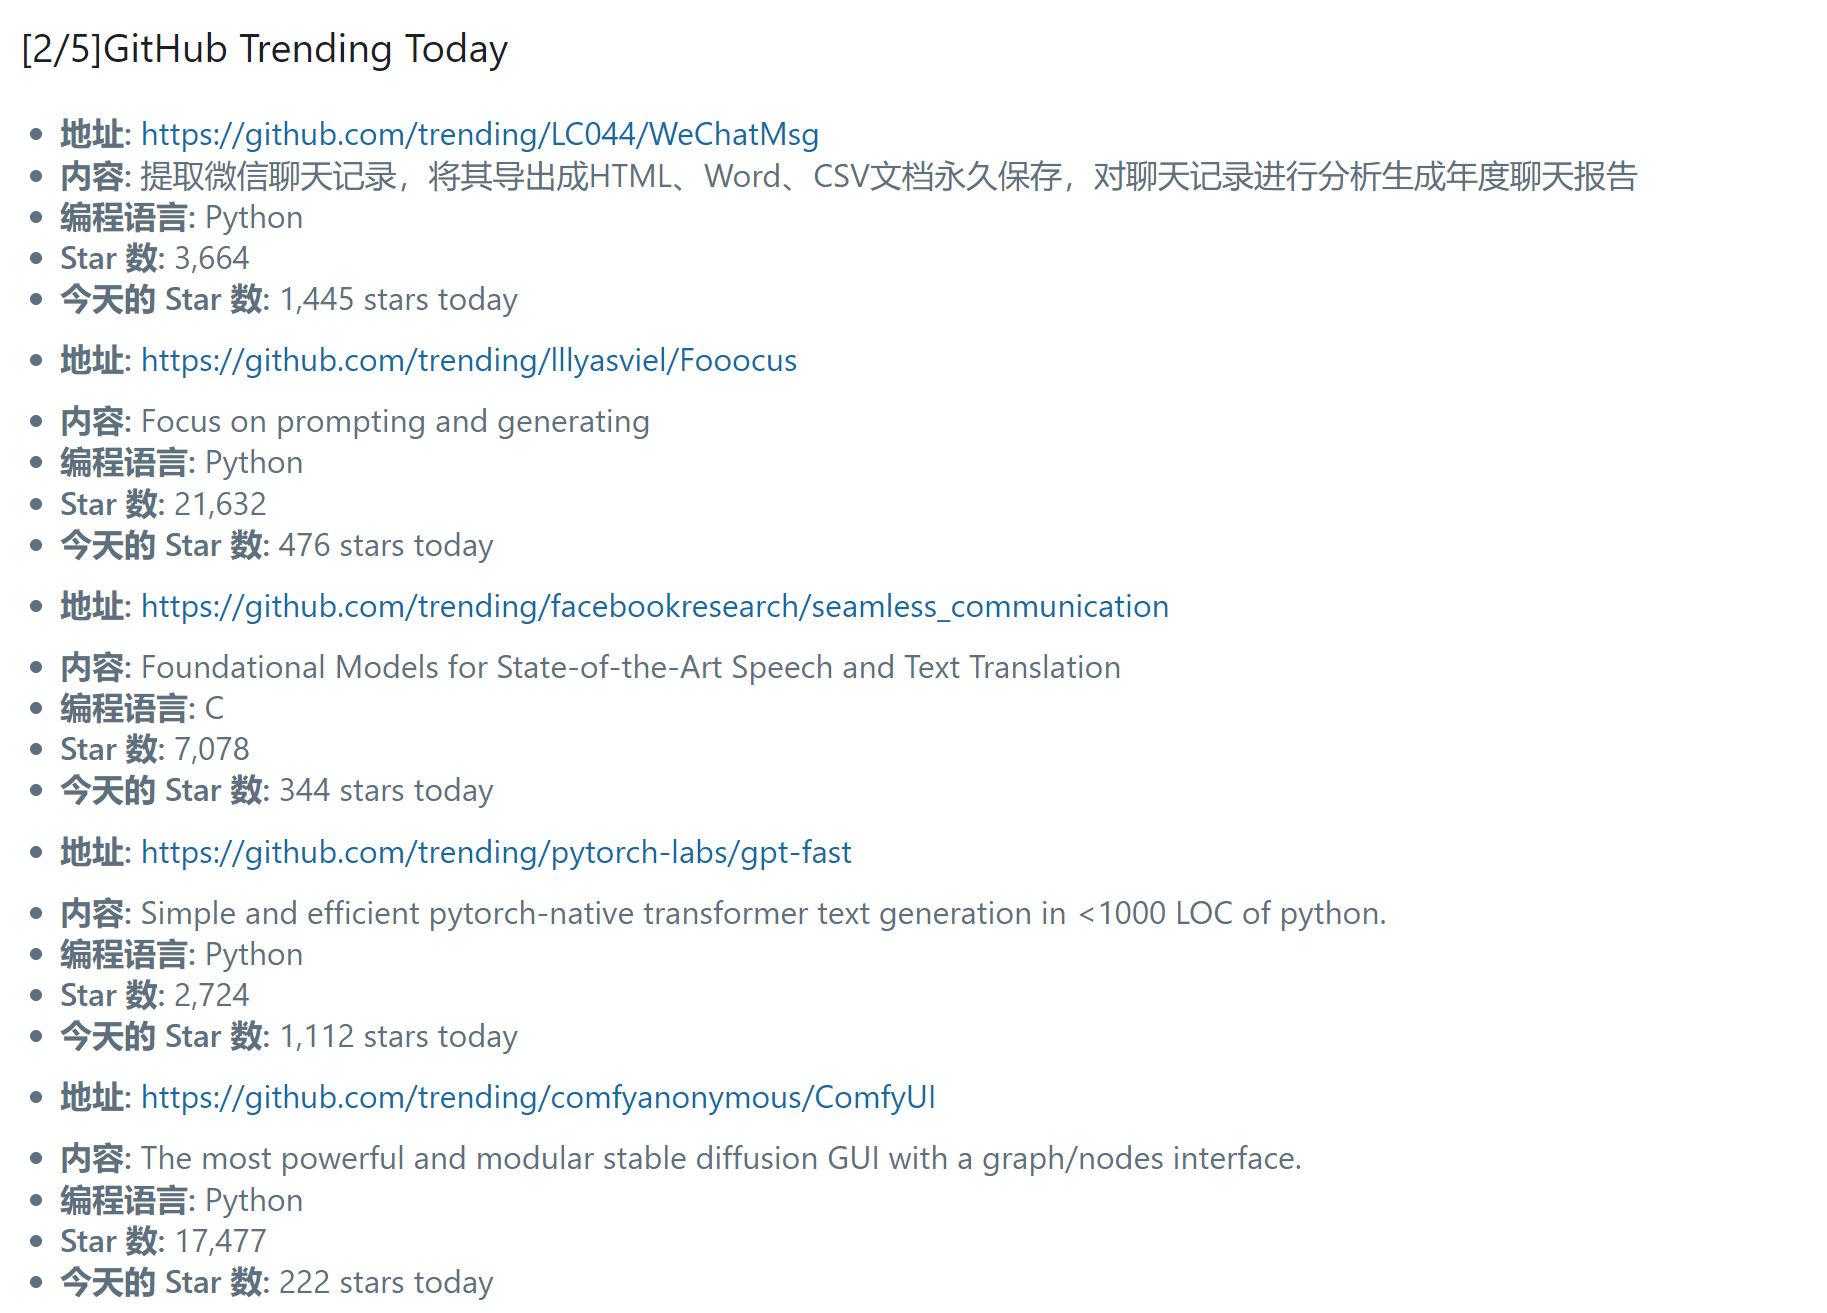 [2/5]GitHub Trending Today
地址: https://github.com/trending/LC044/WeChatMsg
内容: 提取微信聊天记录，将其导出成HTML、Word、CSV文档永久保存，对聊天记录进行分析生成年度聊天报告
编程语言: Python
Star 数: 3,664
今天的 Star 数: 1,445 stars today
地址: https://github.com/trending/lllyasviel/Fooocus
内容: Focus on prompting and generating
编程语言: Python
Star 数: 21,632
今天的 Star 数: 476 stars today
地址: https://github.com/trending/facebookresearch/seamless_communication
内容: Foundational Models for State-of-the-Art Speech and Text Translation
编程语言: C
Star 数: 7,078
今天的 Star 数: 344 stars today
地址: https://github.com/trending/pytorch-labs/gpt-fast
内容: Simple and efficient pytorch-native transformer text generation in <1000 LOC of python.
编程语言: Python
Star 数: 2,724
今天的 Star 数: 1,112 stars today
地址: https://github.com/trending/comfyanonymous/ComfyUI
内容: The most powerful and modular stable diffusion GUI with a graph/nodes interface.
编程语言: Python
Star 数: 17,477
今天的 Star 数: 222 stars today